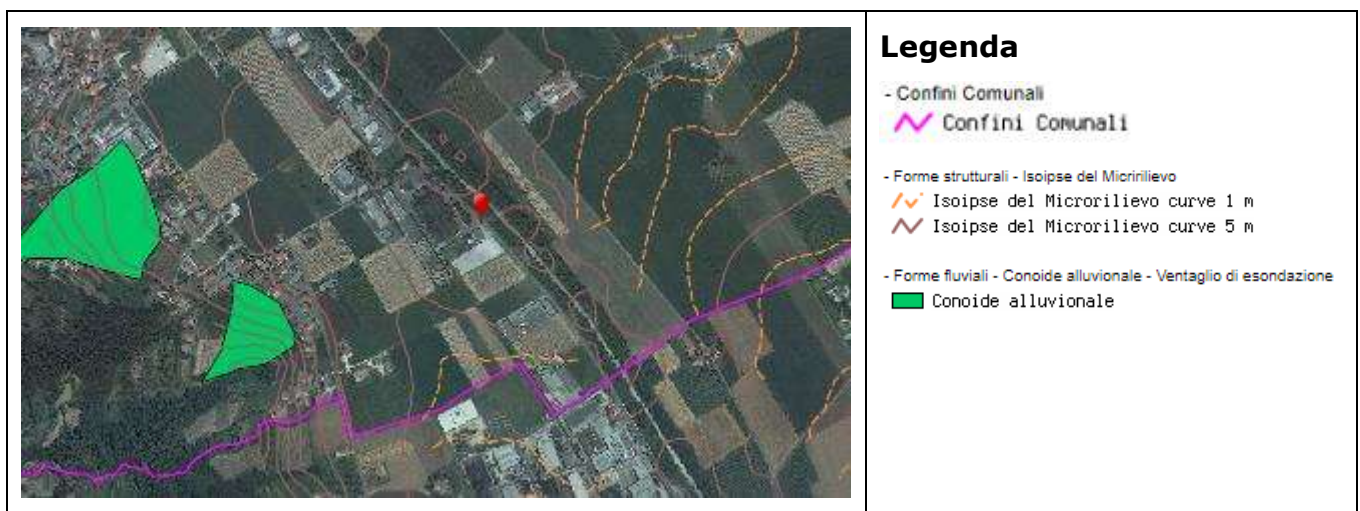 Legenda
- Confini Comunali
Confini Comunali
- Forme strutturali - Isoipse del Micririlievo
Isoipse del Microrilievo curve 1 m
Isoipse del Microrilievo curve 5 m
- Forme fluviali - Conoide alluvionale - Ventaglio di esondazione
Conoide alluvionale